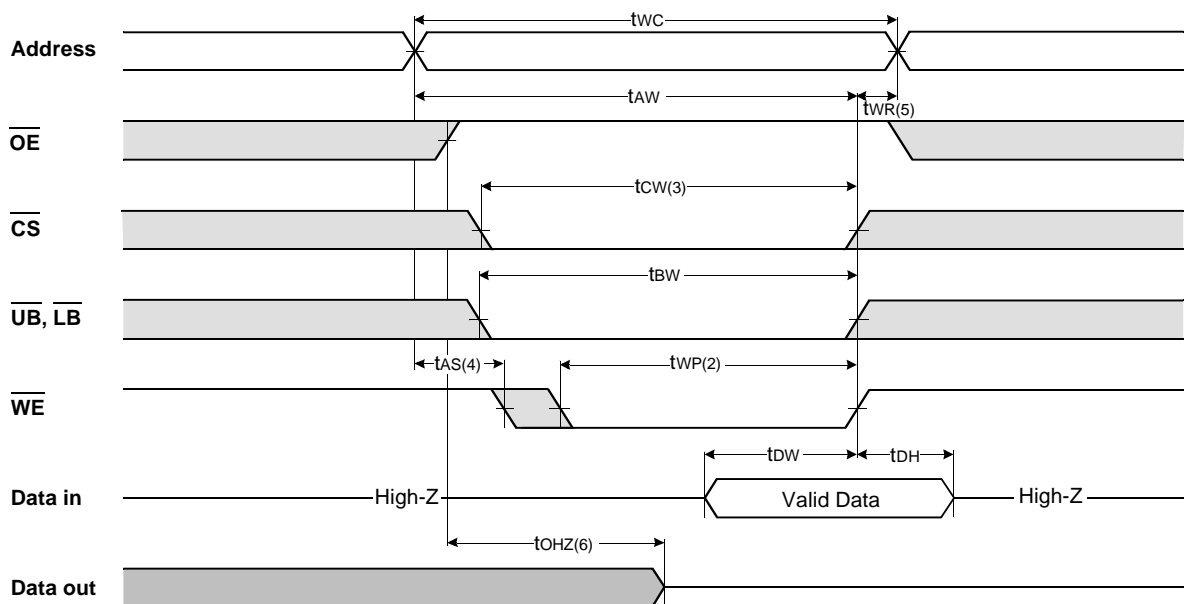 tWC
Address
tAW
tWR(5)
OE
tCW(3)
CS
tBW
UB, LB
tAS(4)
tWP(2)
WE
tDW
tDH
Data in
High-Z
Valid Data
High-Z
tOHZ(6)
Data out